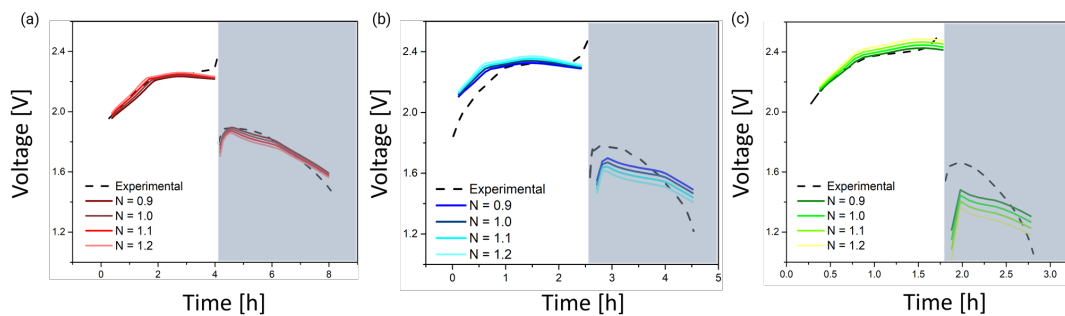 (a)
Voltage [V]
2.4
2.0
1.6
1.2
Experimental
N = 0.9
N = 1.0
N = 1.1
N = 1.2
0
2
4
6
8
Time [h]
(b)
Voltage [V]
2.4
2.0
1.6
1.2
Experimental
N = 0.9
N = 1.0
N = 1.1
N = 1.2
0
1
2
3
4
5
Time [h]
(c)
Voltage [V]
2.4
2.0
1.6
1.2
Experimental
N = 0.9
N = 1.0
N = 1.1
N = 1.2
0.0
0.5
1.0
1.5
2.0
2.5
3.0
Time [h]